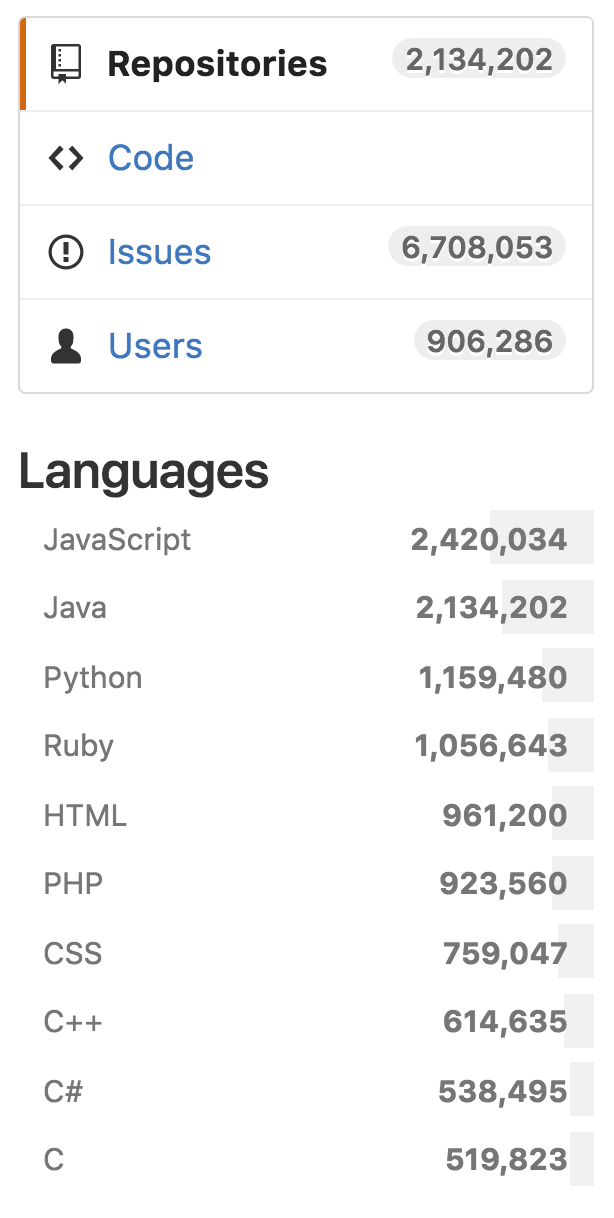 Repositories 2,134,202
Code
Issues 6,708,053
Users 906,286
Languages
JavaScript 2,420,034
Java 2,134,202
Python 1,159,480
Ruby 1,056,643
HTML 961,200
PHP 923,560
CSS 759,047
C++ 614,635
C# 538,495
C 519,823